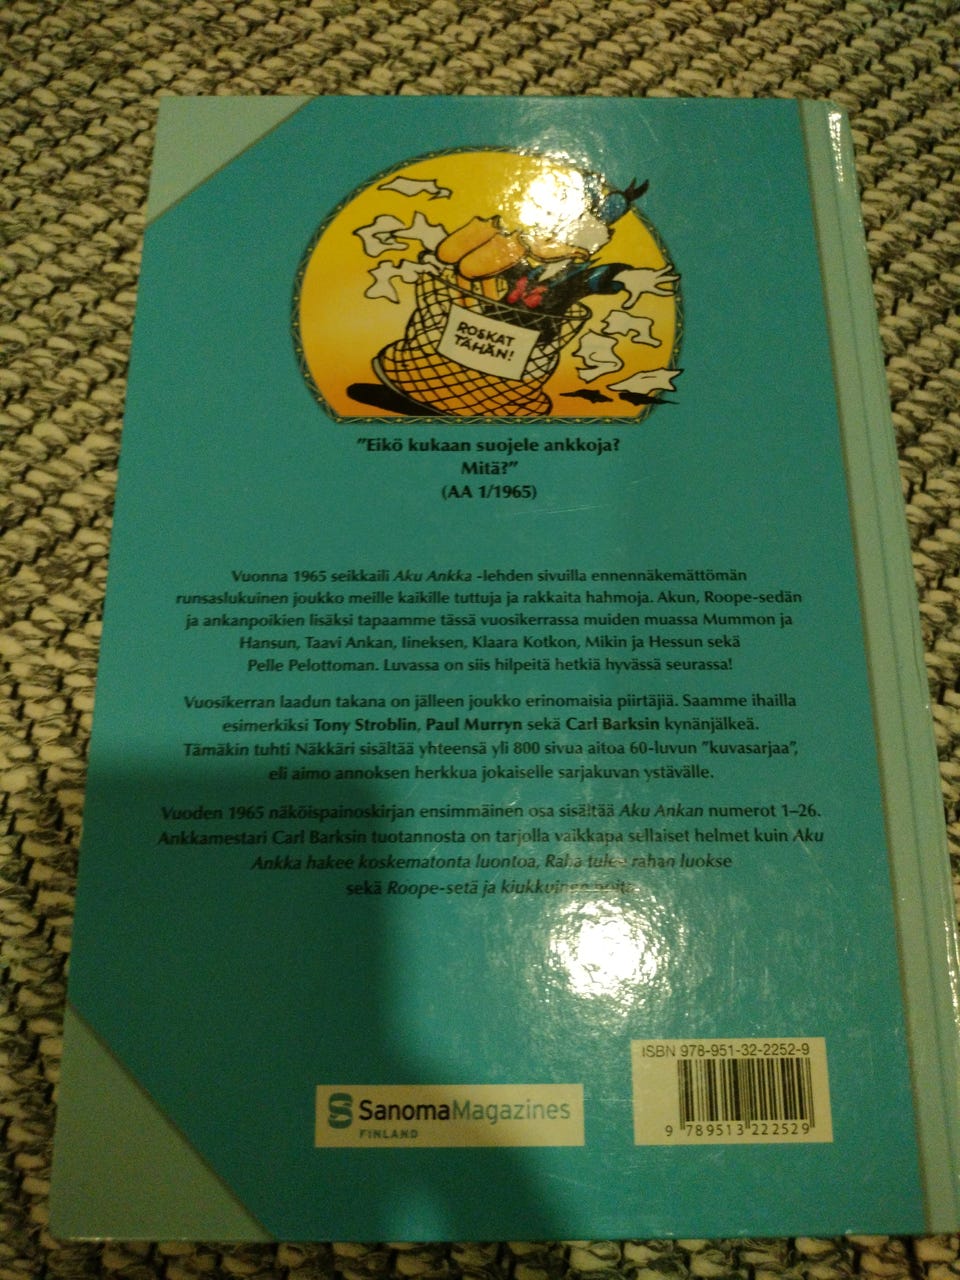 ROSKAT
TÄHÄN!
"Eikö kukaan suojele ankkoja?
Mitä?"
(AA 1/1965)
Vuonna 1965 seikkaili Aku Ankka -lehden sivuilla ennennäkemättömän
runsaslukuinen joukko meille kaikille tuttuja ja rakkaita hahmoja. Akun, Roope-sedän
ja ankanpoikien lisäksi tapaamme tässä vuosikerrassa muiden muassa Mummon ja
Hansun, Taavi Ankan, Iineksen, Klaara Kotkon, Mikin ja Hessun sekä
Pelle Pelottoman. Luvassa on siis hilpeitä hetkiä hyvässä seurassa!
Vuosikerran laadun takana on jälleen joukko erinomaisia piirtäjiä. Saamme ihailla
esimerkiksi Tony Stroblin, Paul Murryn sekä Carl Barksin kynänjälkeä.
Tämäkin tuhti Näkkäri sisältää yhteensä yli 800 sivua aitoa 60-luvun "kuvasarjaa",
eli aimo annoksen herkkua jokaiselle sarjakuvan ystävälle.
Vuoden 1965 näköispainoskirjan ensimmäinen osa sisältää Aku Ankan numerot 1–26.
Ankkamestari Carl Barksin tuotannosta on tarjolla vaikkapa sellaiset helmet kuin Aku
Ankka hakee koskematonta luontoa, Raha tulee rahan luokse
sekä Roope-setä ja kiukkuinen noita.
ISBN 978-951-32-2252-9
9 789513 222529
SanomaMagazines
FINLAND